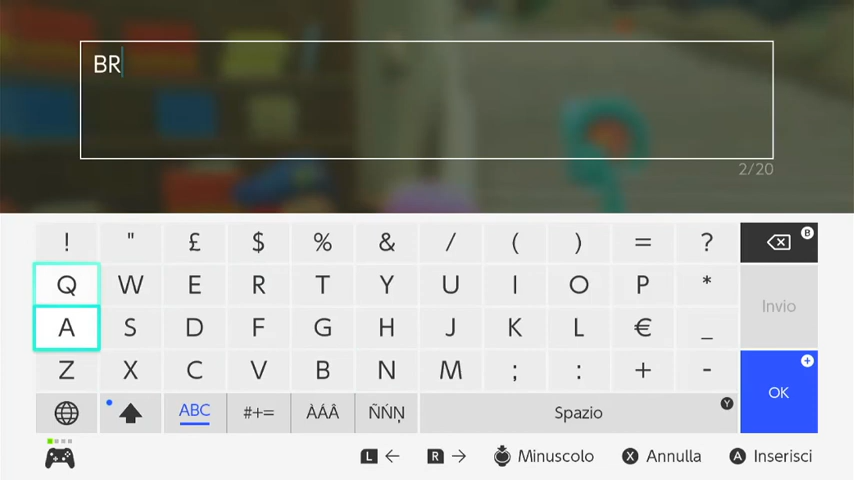 BR
2/20
! " £ $ % & / ( ) = ? B
Q W E R T Y U I O P *
Invio
A S D F G H J K L € _
Z X C V B N M ; : + -
OK +
ABC #+= ÀÁÂ ÑŃŅ Spazio Y
L ← R → Minuscolo X Annulla A Inserisci